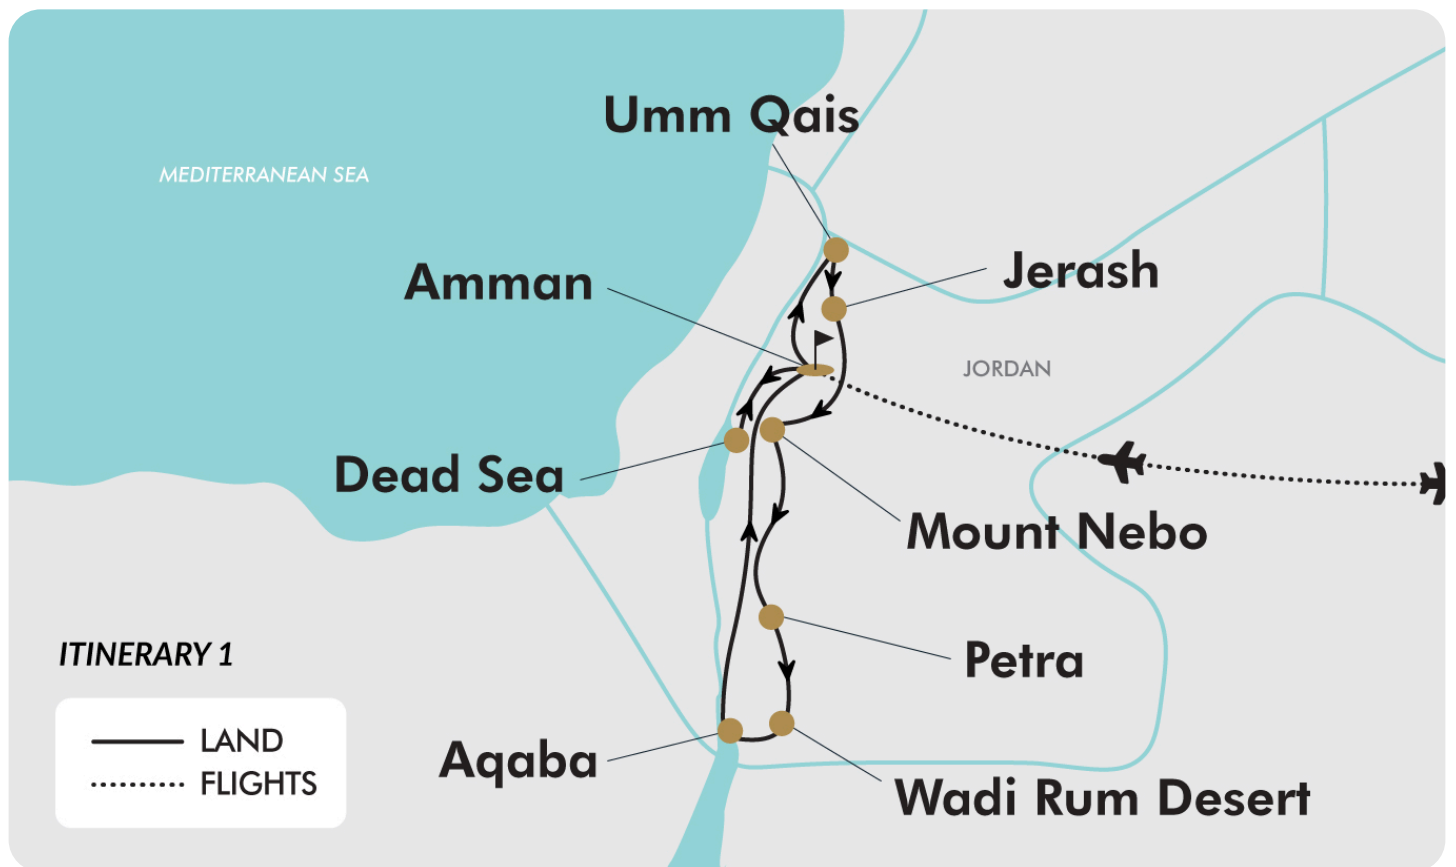 Umm Qais
MEDITERRANEAN SEA
Jerash
Amman
JORDAN
Dead Sea
Mount Nebo
ITINERARY 1
Petra
LAND
Aqaba
FLIGHTS
Wadi Rum Desert